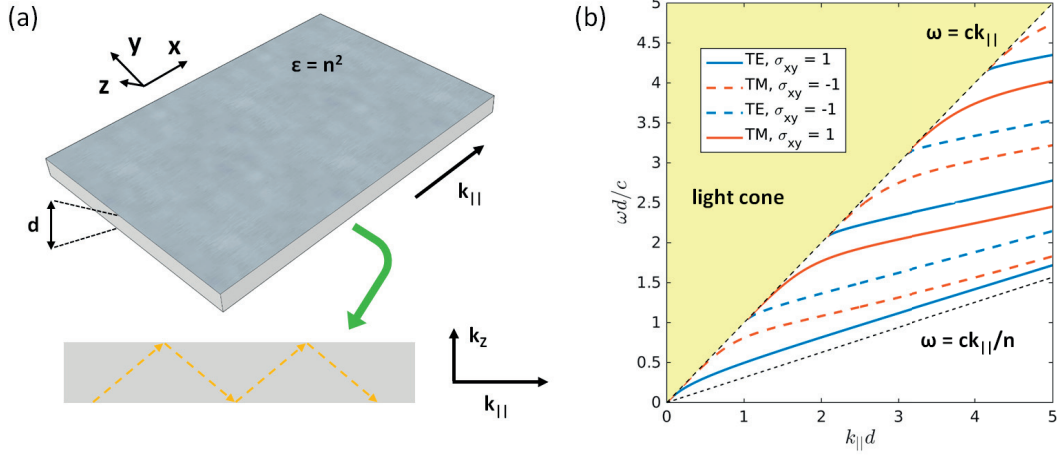 (a)
y
x
z
ε = n²
k||
d
k_z
k||
(b)
ωd/c
5
4.5
4
3.5
3
2.5
2
1.5
1
0.5
0
ω = ck||
TE, σ_xy = 1
TM, σ_xy = -1
TE, σ_xy = -1
TM, σ_xy = 1
light cone
ω = ck||/n
0 1 2 3 4 5
k||d